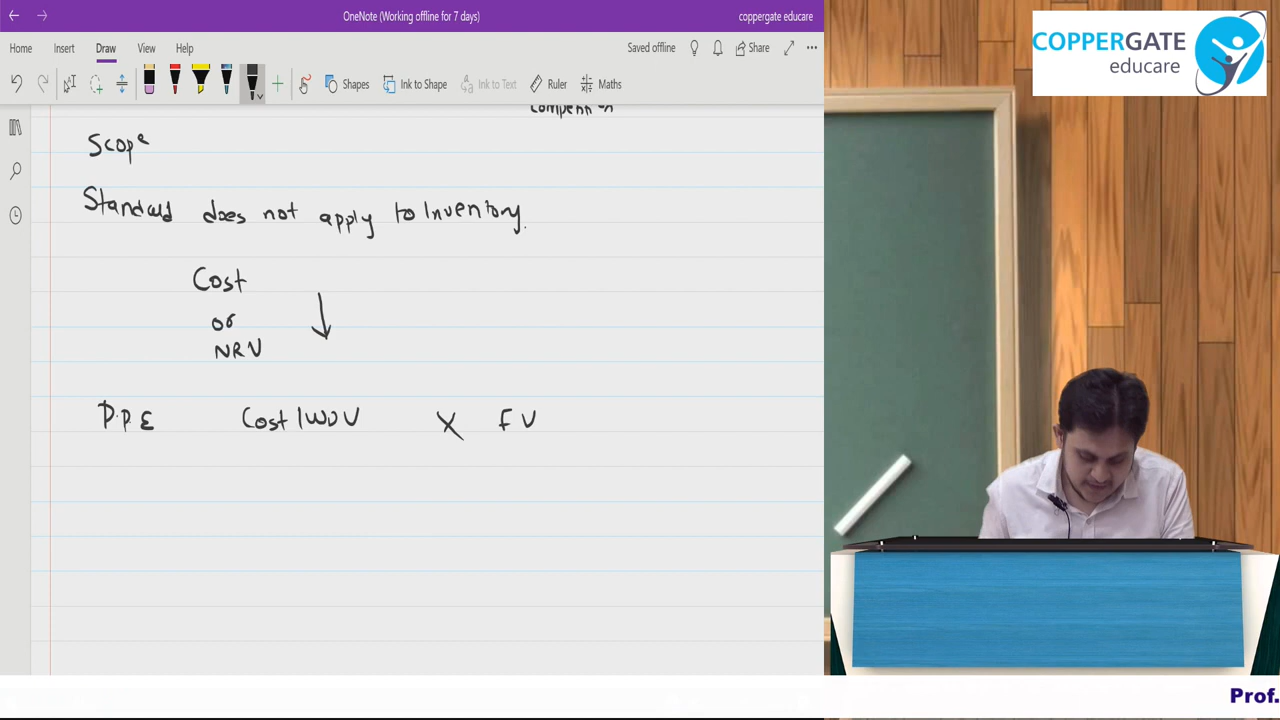 OneNote (Working offline for 7 days)
coppergate educare
Home Insert Draw View Help
Saved offline Share
Shapes Ink to Shape Ink to Text Ruler Maths
COPPERGATE
educare
Scope
Standard does not apply to Inventory.
Cost
or
NRV
P.P.E Cost/WDV X FV
Prof.